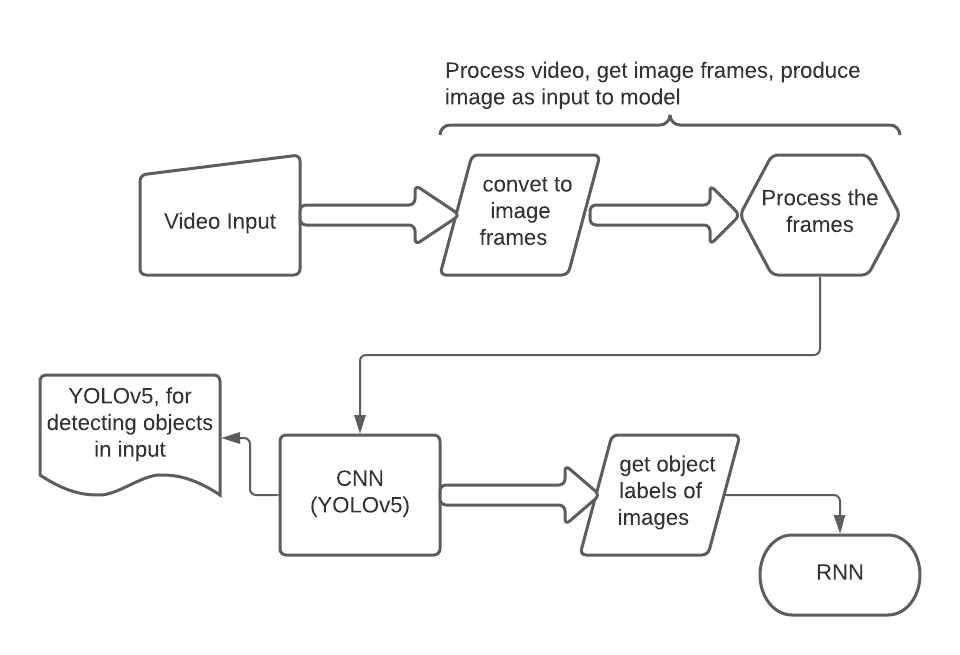 Process video, get image frames, produce
image as input to model
Video Input
convet to
image
frames
Process the
frames
YOLOv5, for
detecting objects
in input
CNN
(YOLOv5)
get object
labels of
images
RNN